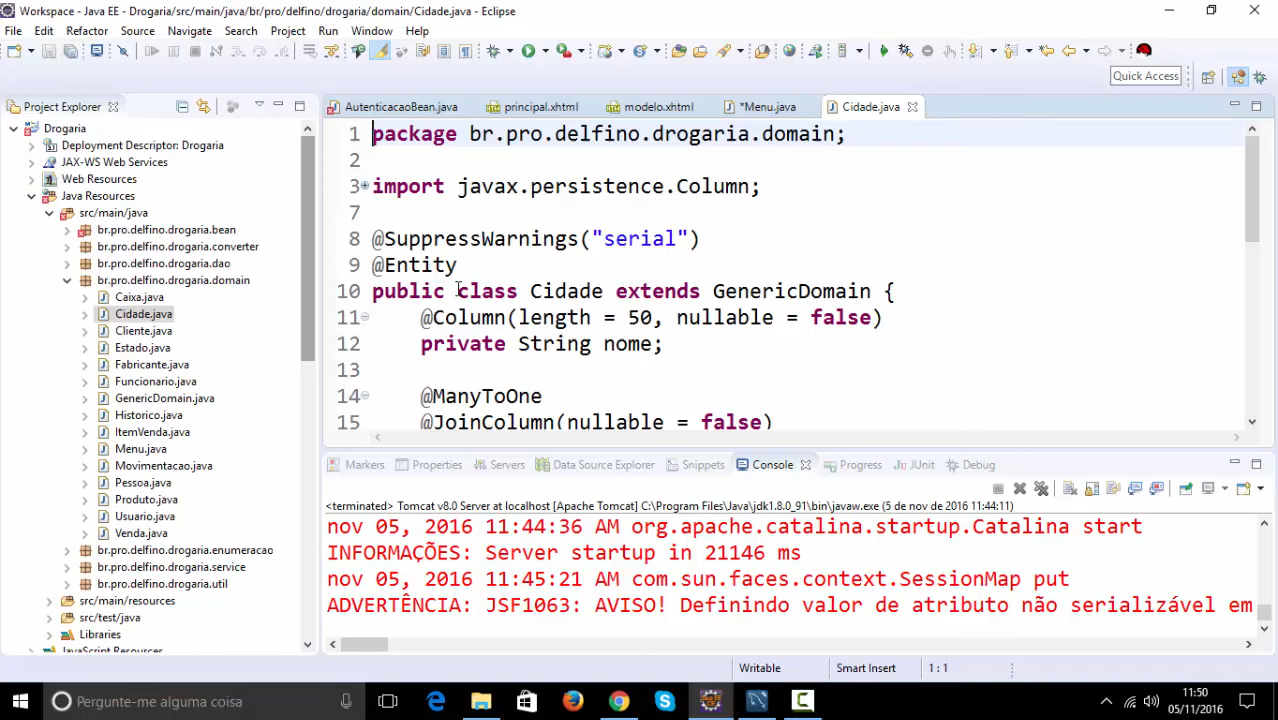 Workspace - Java EE - Drogaria/src/main/java/br/pro/delfino/drogaria/domain/Cidade.java - Eclipse
File Edit Refactor Source Navigate Search Project Run Window Help
Quick Access
Project Explorer
Drogaria
Deployment Descriptor: Drogaria
JAX-WS Web Services
Web Resources
Java Resources
src/main/java
br.pro.delfino.drogaria.bean
br.pro.delfino.drogaria.converter
br.pro.delfino.drogaria.dao
br.pro.delfino.drogaria.domain
Caixa.java
Cidade.java
Cliente.java
Estado.java
Fabricante.java
Funcionario.java
GenericDomain.java
Historico.java
ItemVenda.java
Menu.java
Movimentacao.java
Pessoa.java
Produto.java
Usuario.java
Venda.java
br.pro.delfino.drogaria.enumeracao
br.pro.delfino.drogaria.service
br.pro.delfino.drogaria.util
src/main/resources
src/test/java
Libraries
JavaScript Resources
AutenticacaoBean.java principal.xhtml modelo.xhtml *Menu.java Cidade.java
1 package br.pro.delfino.drogaria.domain;
2
3 import javax.persistence.Column;
7
8 @SuppressWarnings("serial")
9 @Entity
10 public class Cidade extends GenericDomain {
11 @Column(length = 50, nullable = false)
12 private String nome;
13
14 @ManyToOne
15 @JoinColumn(nullable = false)
Markers Properties Servers Data Source Explorer Snippets Console Progress JUnit Debug
<terminated> Tomcat v8.0 Server at localhost [Apache Tomcat] C:\Program Files\Java\jdk1.8.0_91\bin\javaw.exe (5 de nov de 2016 11:44:11)
nov 05, 2016 11:44:36 AM org.apache.catalina.startup.Catalina start
INFORMAÇÕES: Server startup in 21146 ms
nov 05, 2016 11:45:21 AM com.sun.faces.context.SessionMap put
ADVERTÊNCIA: JSF1063: AVISO! Definindo valor de atributo não serializável em
Writable Smart Insert 1 : 1
Pergunte-me alguma coisa
11:50
05/11/2016